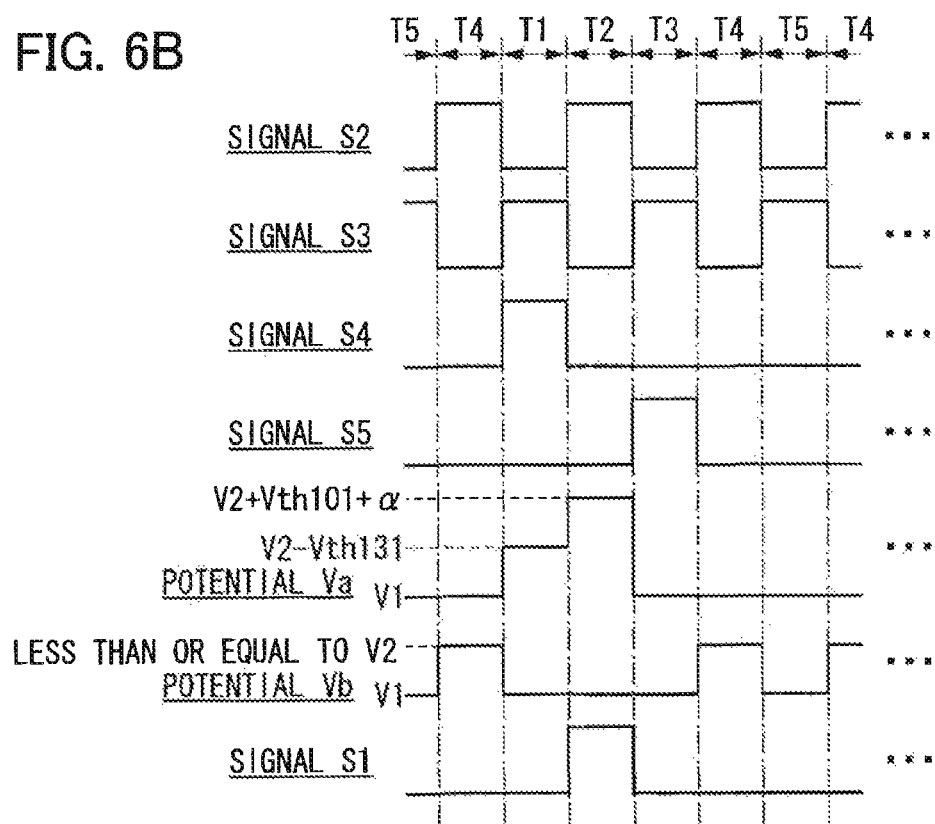 FIG. 6B
T5 T4 T1 T2 T3 T4 T5 T4
SIGNAL S2
SIGNAL S3
SIGNAL S4
SIGNAL S5
V2+Vth101+α
V2-Vth131
POTENTIAL Va V1
LESS THAN OR EQUAL TO V2
POTENTIAL Vb V1
SIGNAL S1